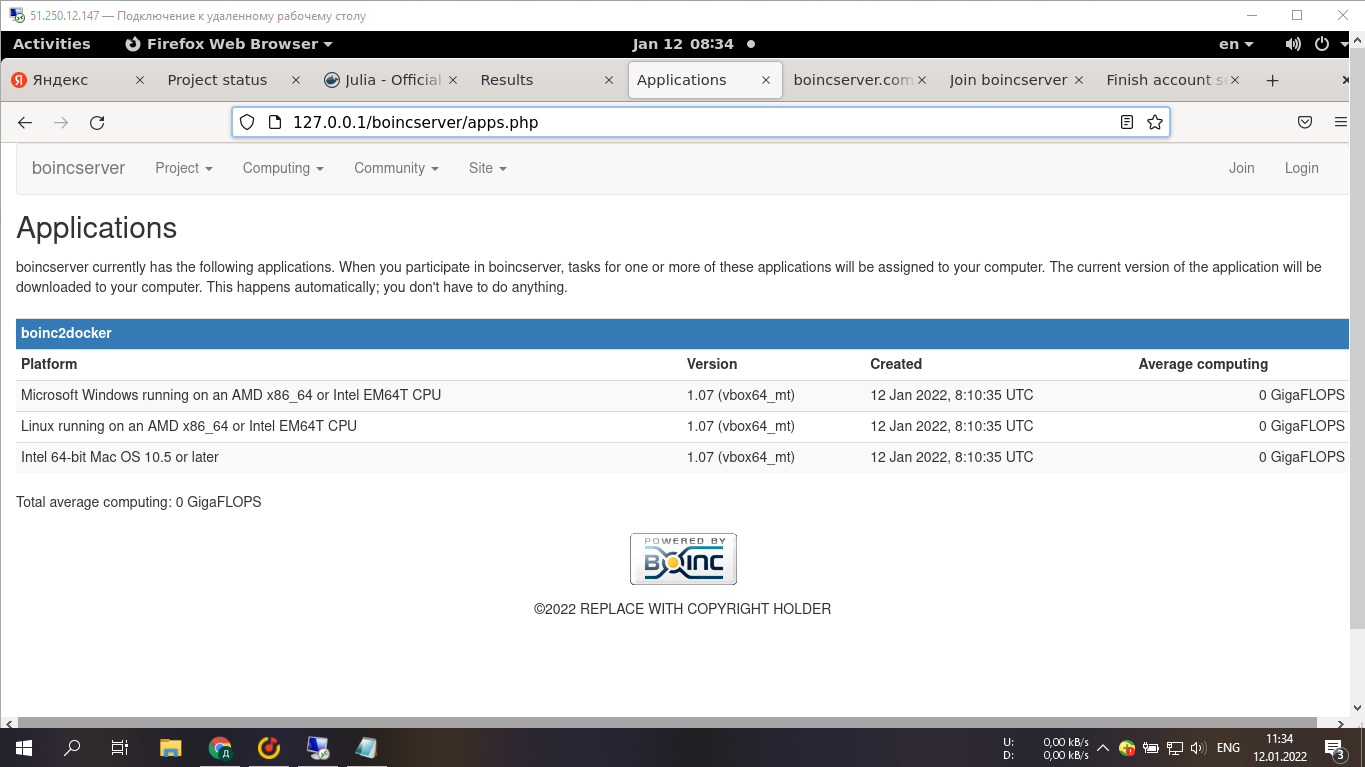 51.250.12.147 — Подключение к удаленному рабочему столу
Activities Firefox Web Browser Jan 12 08:34 en
Яндекс Project status Julia - Official Results Applications boincserver.com Join boincserver Finish account se
127.0.0.1/boincserver/apps.php
boincserver Project Computing Community Site Join Login
Applications
boincserver currently has the following applications. When you participate in boincserver, tasks for one or more of these applications will be assigned to your computer. The current version of the application will be
downloaded to your computer. This happens automatically; you don't have to do anything.
boinc2docker
Platform Version Created Average computing
Microsoft Windows running on an AMD x86_64 or Intel EM64T CPU 1.07 (vbox64_mt) 12 Jan 2022, 8:10:35 UTC 0 GigaFLOPS
Linux running on an AMD x86_64 or Intel EM64T CPU 1.07 (vbox64_mt) 12 Jan 2022, 8:10:35 UTC 0 GigaFLOPS
Intel 64-bit Mac OS 10.5 or later 1.07 (vbox64_mt) 12 Jan 2022, 8:10:35 UTC 0 GigaFLOPS
Total average computing: 0 GigaFLOPS
POWERED BY
BOINC
©2022 REPLACE WITH COPYRIGHT HOLDER
U: 0,00 kB/s
D: 0,00 kB/s
ENG
11:34
12.01.2022
3